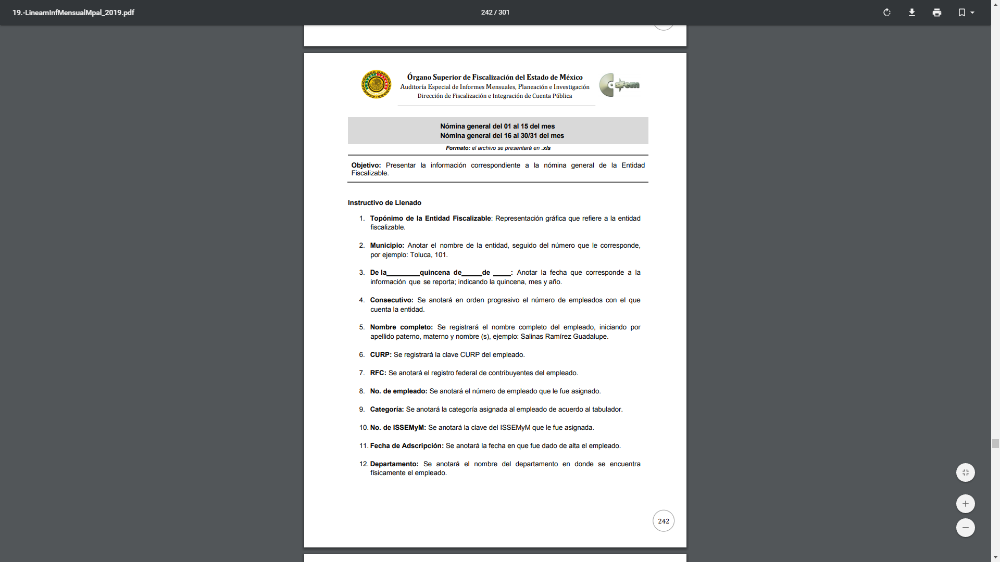 19.-LineamInfMensualMpal_2019.pdf
242 / 301
Órgano Superior de Fiscalización del Estado de México
Auditoría Especial de Informes Mensuales, Planeación e Investigación
Dirección de Fiscalización e Integración de Cuenta Pública
osfem
Nómina general del 01 al 15 del mes
Nómina general del 16 al 30/31 del mes
Formato: el archivo se presentará en .xls
Objetivo: Presentar la información correspondiente a la nómina general de la Entidad
Fiscalizable.
Instructivo de Llenado
1. Topónimo de la Entidad Fiscalizable: Representación gráfica que refiere a la entidad
fiscalizable.
2. Municipio: Anotar el nombre de la entidad, seguido del número que le corresponde,
por ejemplo: Toluca, 101.
3. De la_________quincena de______de _____: Anotar la fecha que corresponde a la
información que se reporta; indicando la quincena, mes y año.
4. Consecutivo: Se anotará en orden progresivo el número de empleados con el que
cuenta la entidad.
5. Nombre completo: Se registrará el nombre completo del empleado, iniciando por
apellido paterno, materno y nombre (s), ejemplo: Salinas Ramírez Guadalupe.
6. CURP: Se registrará la clave CURP del empleado.
7. RFC: Se anotará el registro federal de contribuyentes del empleado.
8. No. de empleado: Se anotará el número de empleado que le fue asignado.
9. Categoría: Se anotará la categoría asignada al empleado de acuerdo al tabulador.
10. No. de ISSEMyM: Se anotará la clave del ISSEMyM que le fue asignada.
11. Fecha de Adscripción: Se anotará la fecha en que fue dado de alta el empleado.
12. Departamento: Se anotará el nombre del departamento en donde se encuentra
físicamente el empleado.
242